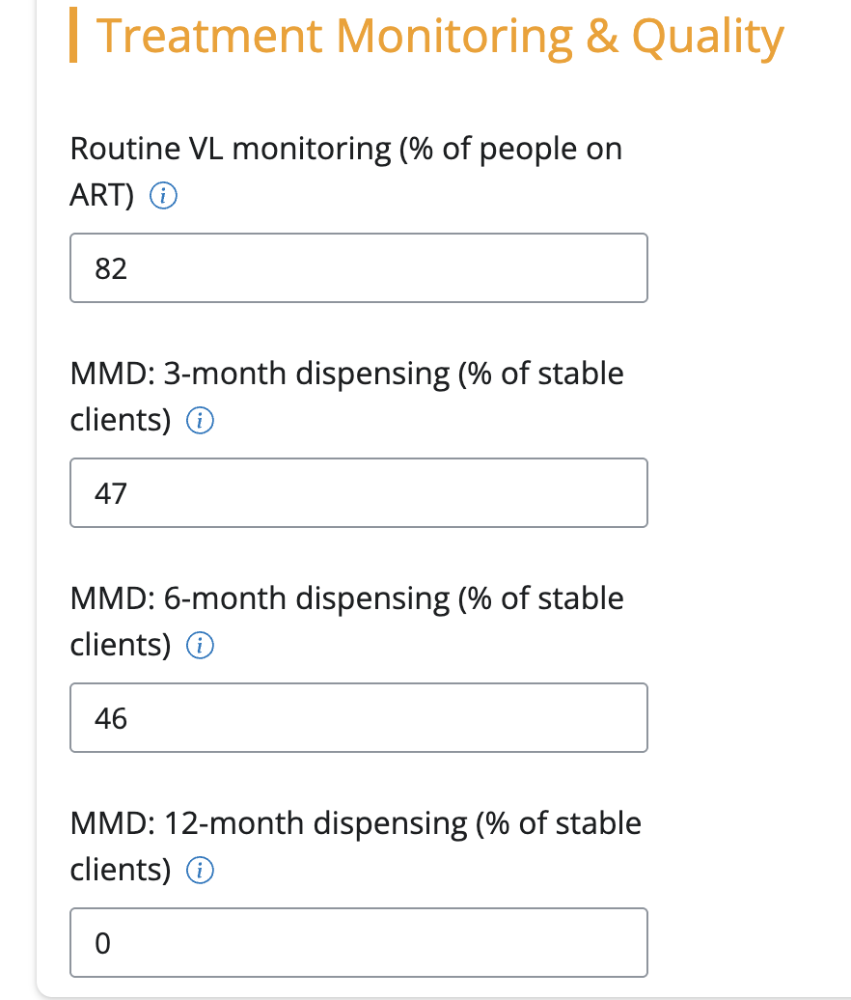 Treatment Monitoring & Quality
Routine VL monitoring (% of people on
ART) i
82
MMD: 3-month dispensing (% of stable
clients) i
47
MMD: 6-month dispensing (% of stable
clients) i
46
MMD: 12-month dispensing (% of stable
clients) i
0